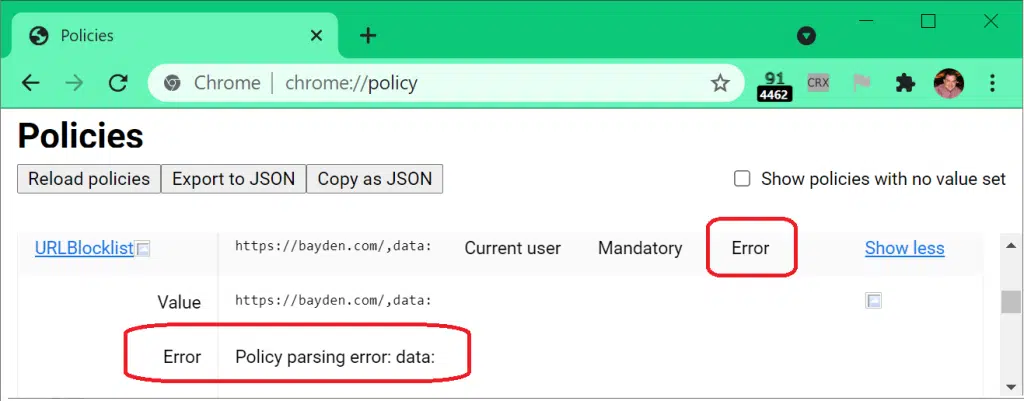 Policies
Chrome | chrome://policy
91
4462
CRX
Policies
Reload policies Export to JSON Copy as JSON Show policies with no value set
URLBlocklist https://bayden.com/,data: Current user Mandatory Error Show less
Value https://bayden.com/,data:
Error Policy parsing error: data: